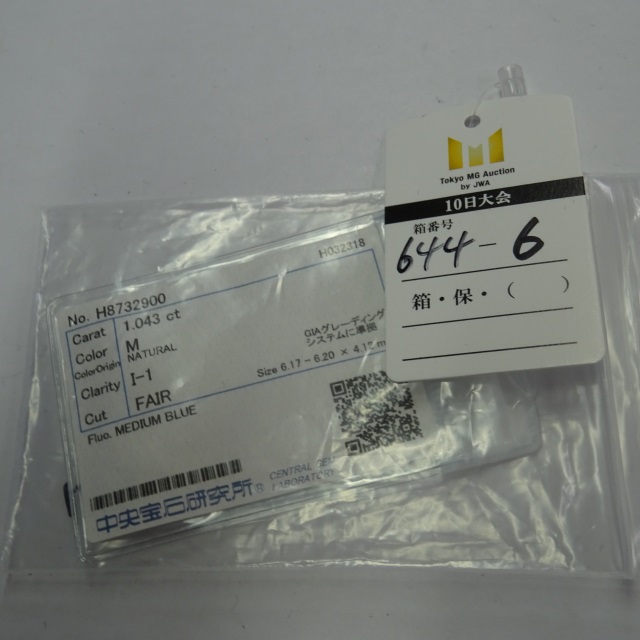 Tokyo MG Auction
by JWA
10日大会
箱番号
644-6
箱・保・( )
H032318
No. H8732900
Carat 1.043 ct
Color M
Color Origin NATURAL
GIAグレーディング
システムに準拠
Clarity I-1
Size 6.17 - 6.20 × 4.1
Cut FAIR
Fluo. MEDIUM BLUE
CENTRAL
中央宝石研究所® LABORATORY